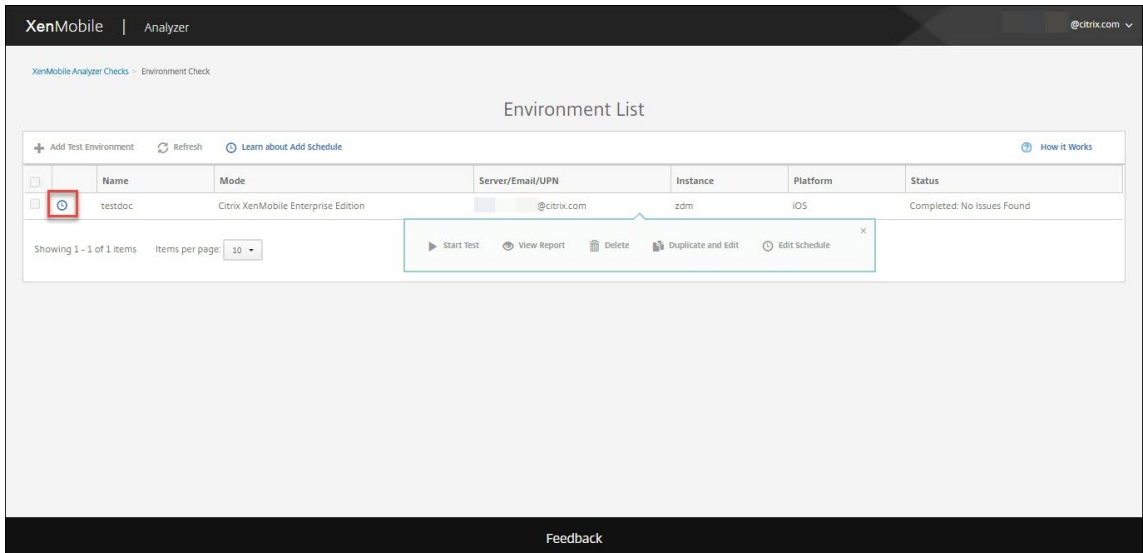 XenMobile | Analyzer @citrix.com
XenMobile Analyzer Checks > Environment Check
Environment List
Add Test Environment Refresh Learn about Add Schedule How it Works
Name Mode Server/Email/UPN Instance Platform Status
testdoc Citrix XenMobile Enterprise Edition @citrix.com zdm iOS Completed: No Issues Found
Showing 1 - 1 of 1 items Items per page: 10
Start Test View Report Delete Duplicate and Edit Edit Schedule ×
Feedback